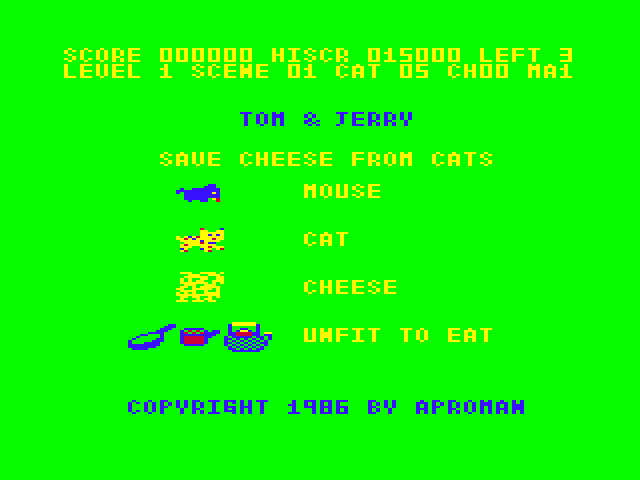 SCORE 000000 HISCR 015000 LEFT 3
LEVEL 1 SCENE 01 CAT 05 CH00 MA1
TOM & JERRY
SAVE CHEESE FROM CATS
MOUSE
CAT
CHEESE
UNFIT TO EAT
COPYRIGHT 1986 BY APROMAN